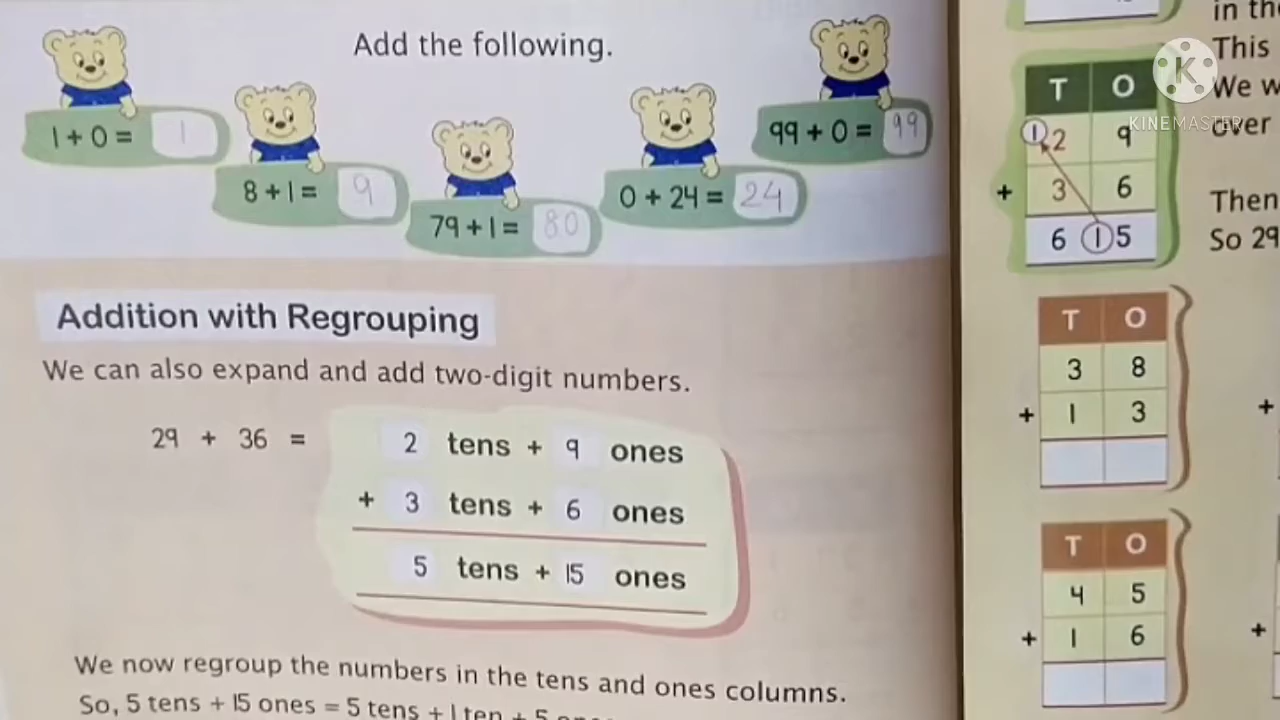 Add the following.
1 + 0 = 1
8 + 1 = 9
79 + 1 = 80
0 + 24 = 24
99 + 0 = 99
Addition with Regrouping
We can also expand and add two-digit numbers.
29 + 36 = 2 tens + 9 ones
+ 3 tens + 6 ones
5 tens + 15 ones
We now regroup the numbers in the tens and ones columns.
So, 5 tens + 15 ones = 5 tens + 1 ten + 5
in
This
We
over
Then
So 29
K
KINEMASTER
T O
1 2 9
+ 3 6
6 1 5
T O
3 8
+ 1 3
T O
4 5
+ 1 6
+
+